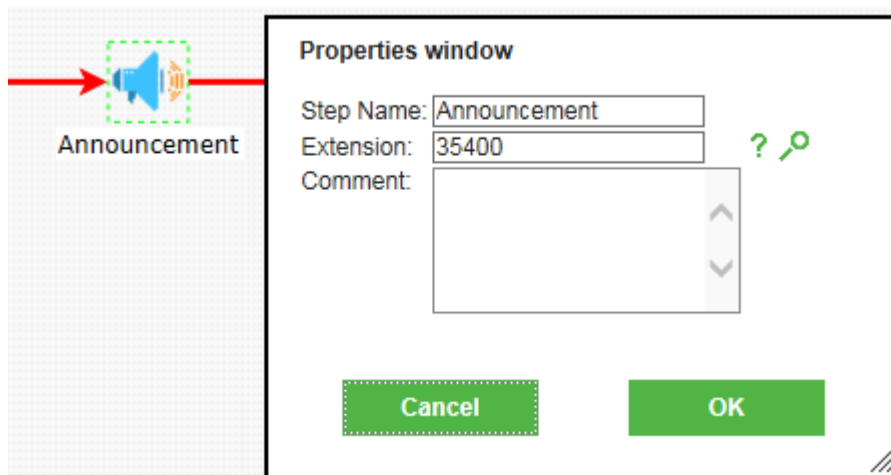 Announcement
Properties window
Step Name: Announcement
Extension: 35400 ?
Comment:
Cancel OK